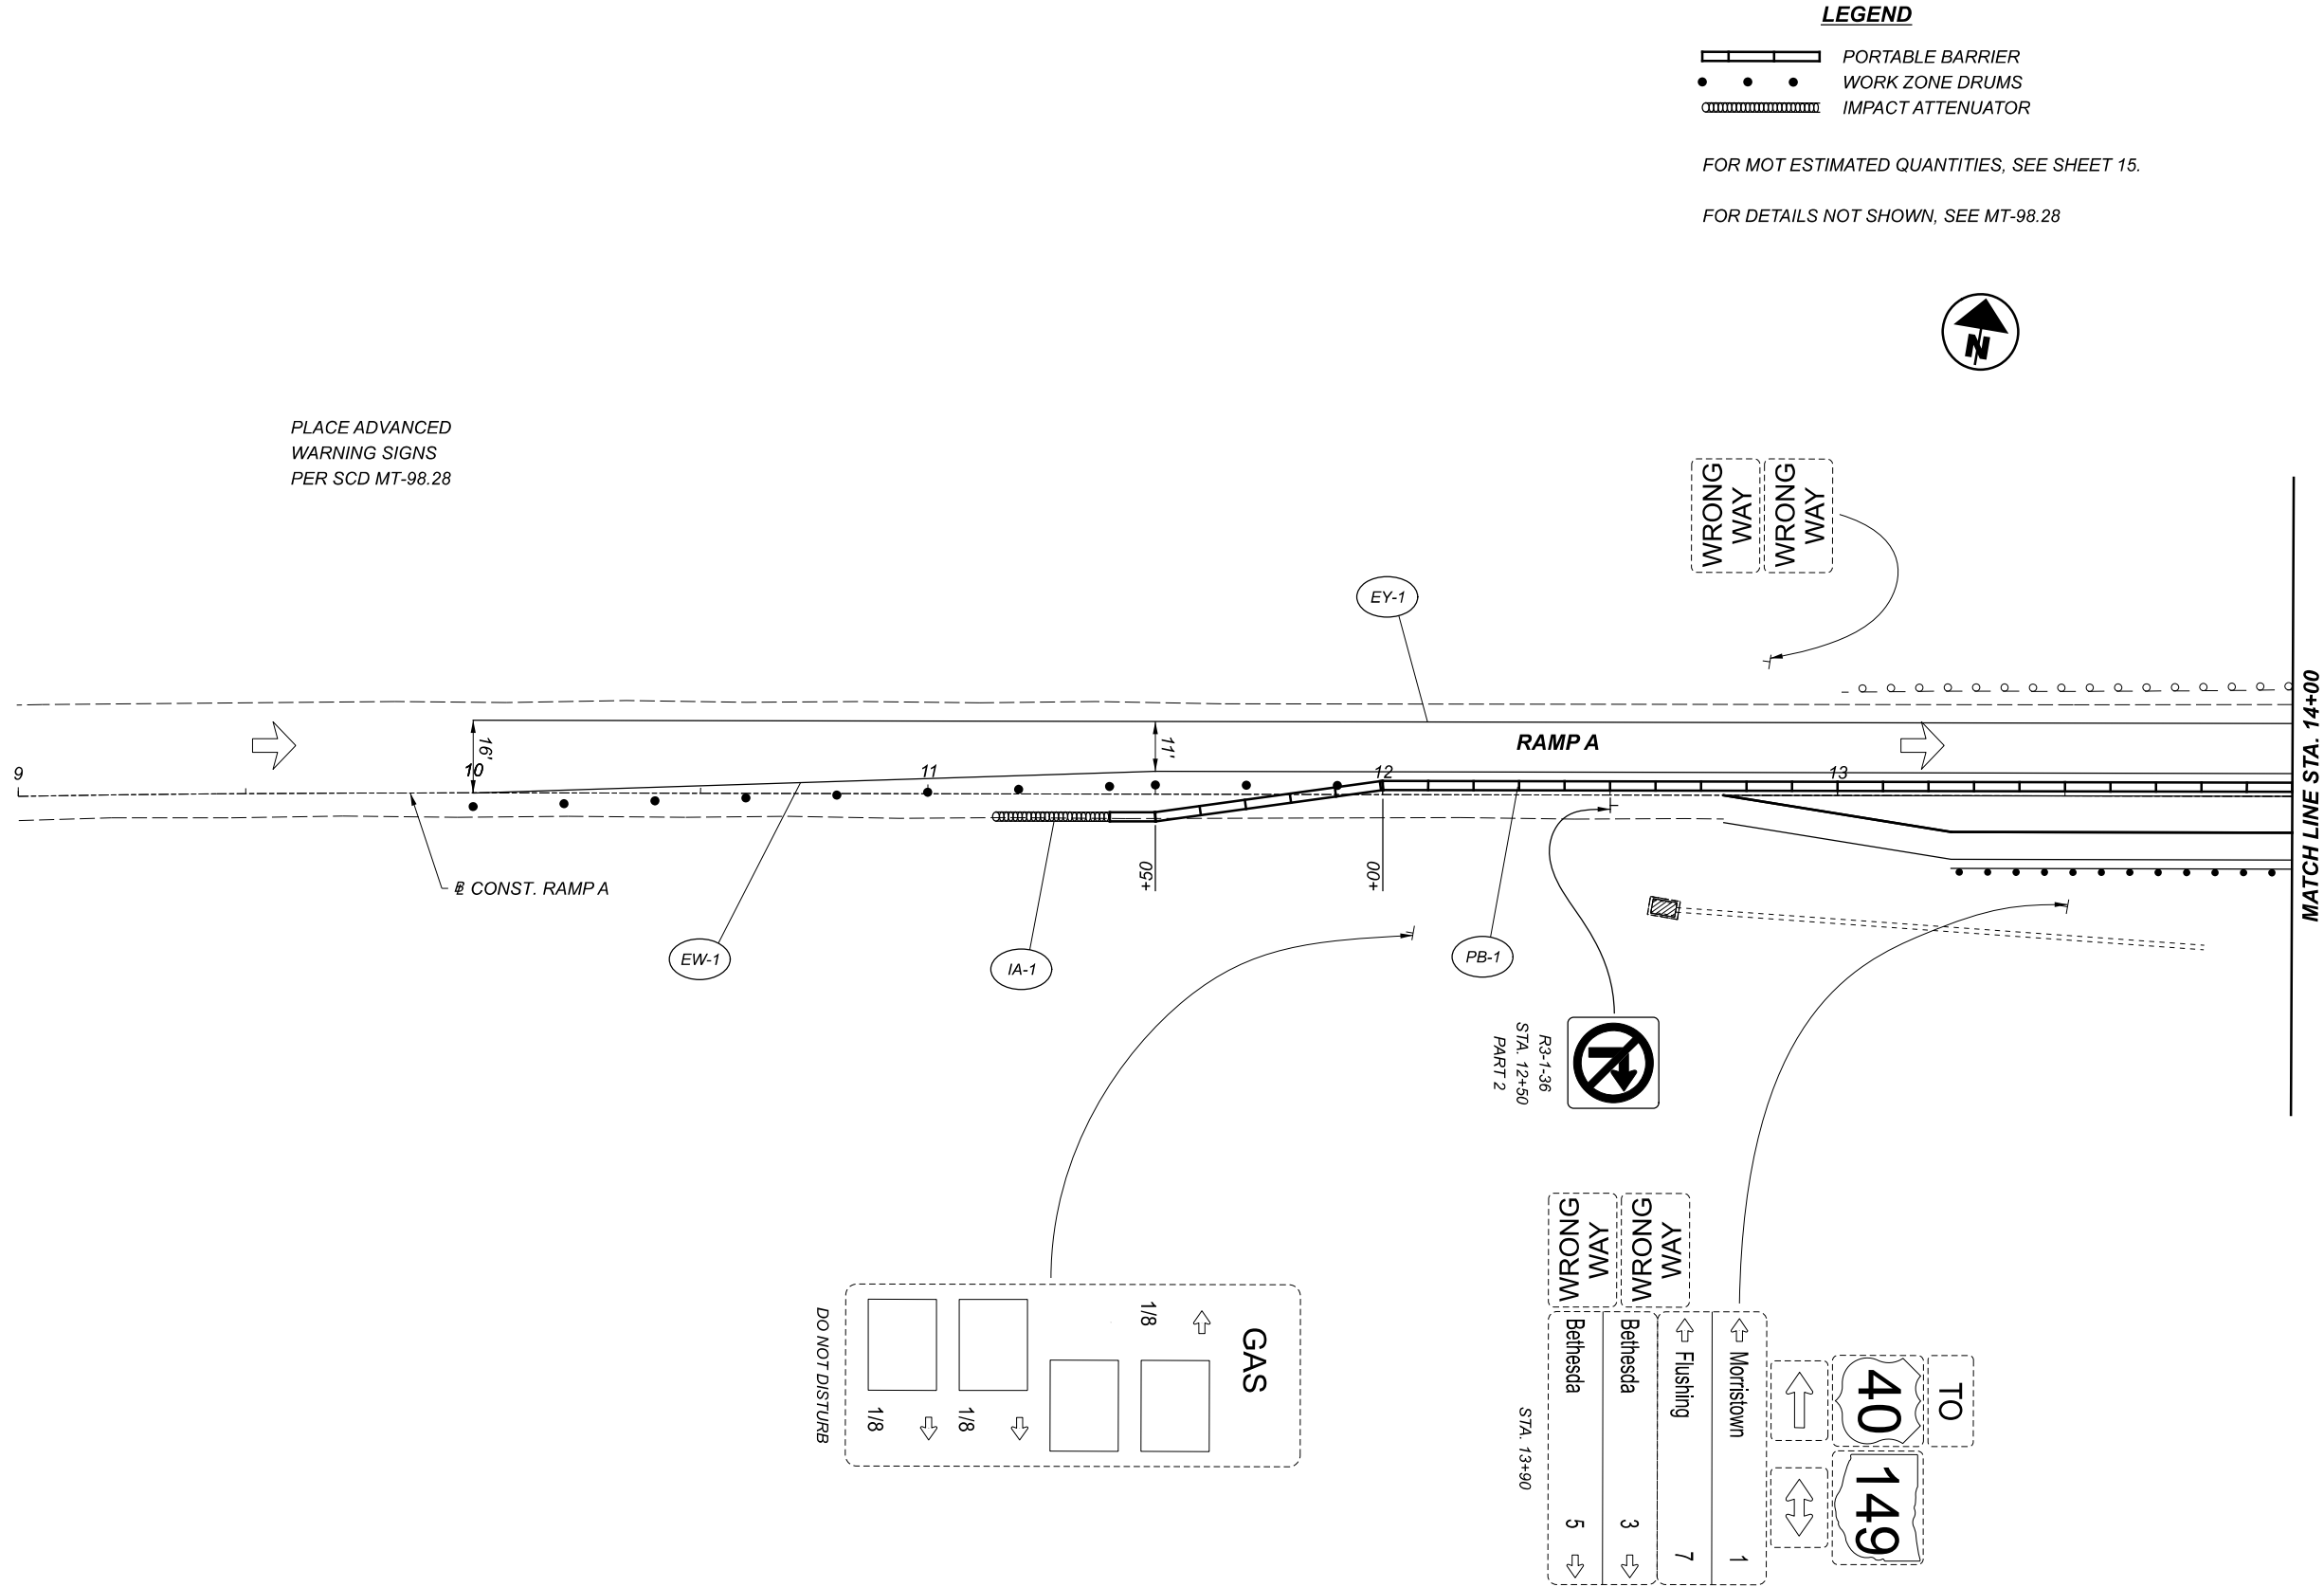 LEGEND
PORTABLE BARRIER
WORK ZONE DRUMS
IMPACT ATTENUATOR
FOR MOT ESTIMATED QUANTITIES, SEE SHEET 15.
FOR DETAILS NOT SHOWN, SEE MT-98.28
N
PLACE ADVANCED
WARNING SIGNS
PER SCD MT-98.28
WRONG
WAY
WRONG
WAY
EY-1
MATCH LINE STA. 14+00
16'
11'
RAMP A
9
10
11
12
13
+50
+00
℄ CONST. RAMP A
EW-1
IA-1
PB-1
R3-1-36
STA. 12+50
PART 2
WRONG
WAY
WRONG
WAY
GAS
1/8
1/8
1/8
DO NOT DISTURB
TO
40
149
Morristown 1
Flushing 7
Bethesda 3
Bethesda 5
STA. 13+90